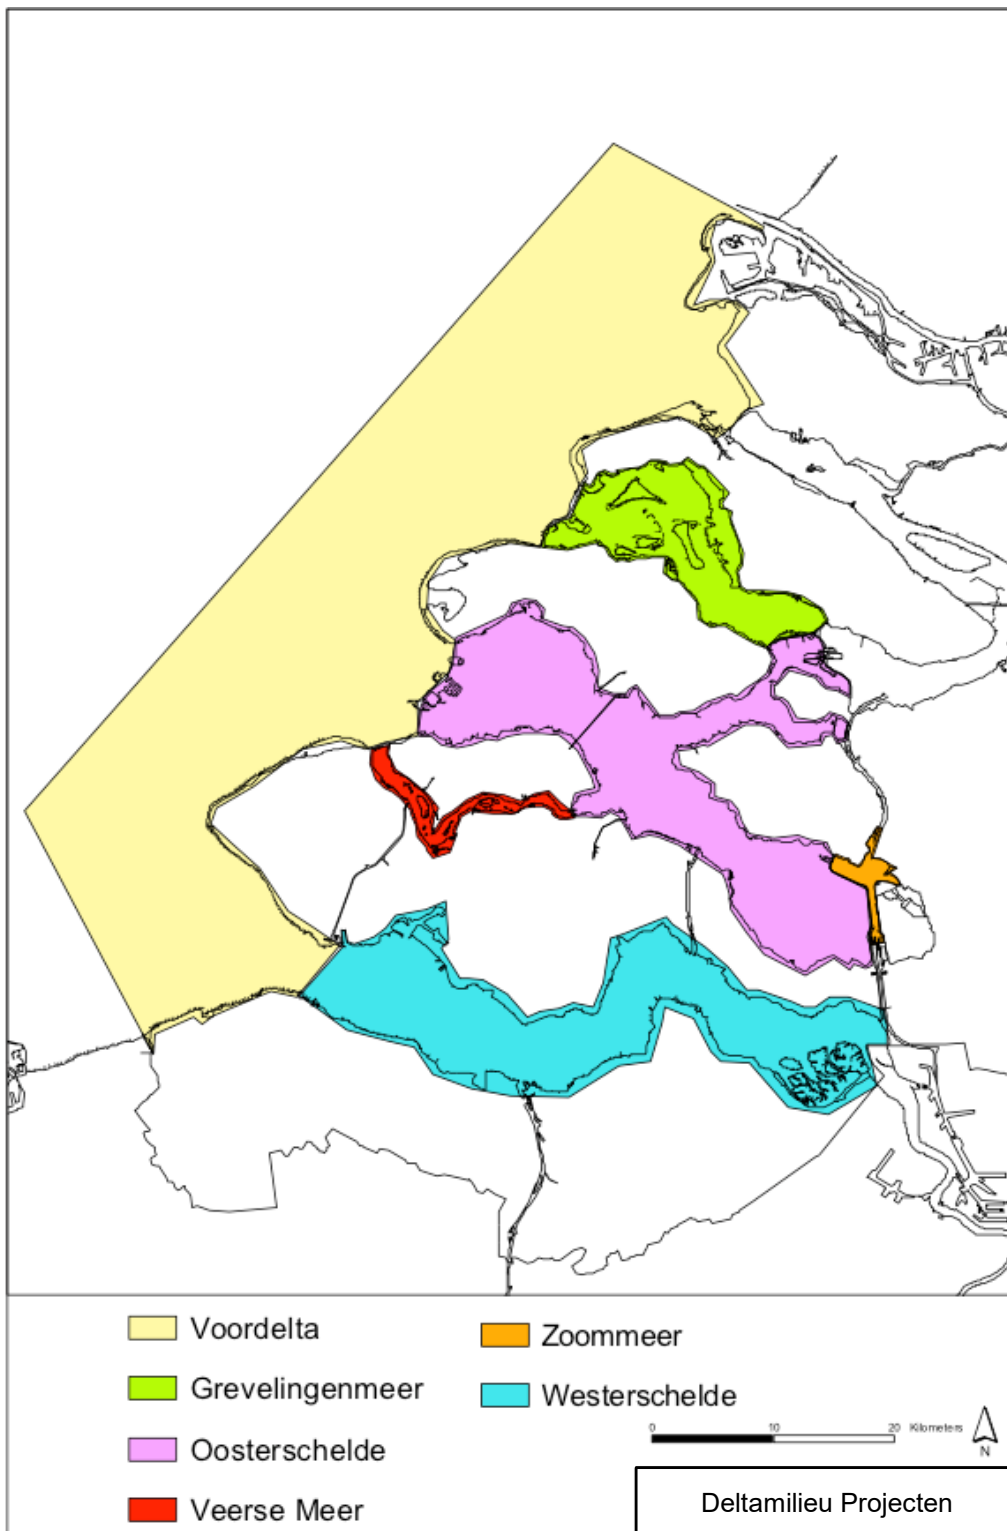 Voordelta
Grevelingenmeer
Oosterschelde
Veerse Meer
Zoommeer
Westerschelde
0 10 20 Kilometers
N
Deltamilieu Projecten